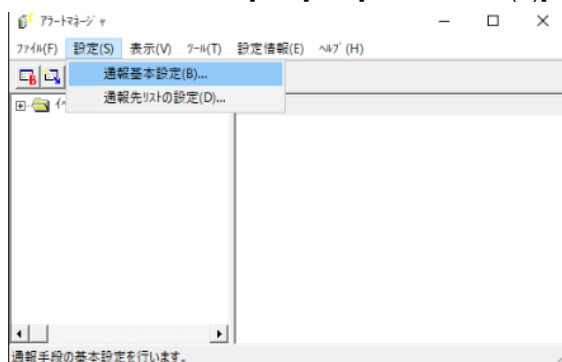 アラートマネージャ
ファイル(F) 設定(S) 表示(V) ツール(T) 設定情報(E) ヘルプ(H)
通報基本設定(B)...
通報先リストの設定(D)...
通報手段の基本設定を行います。